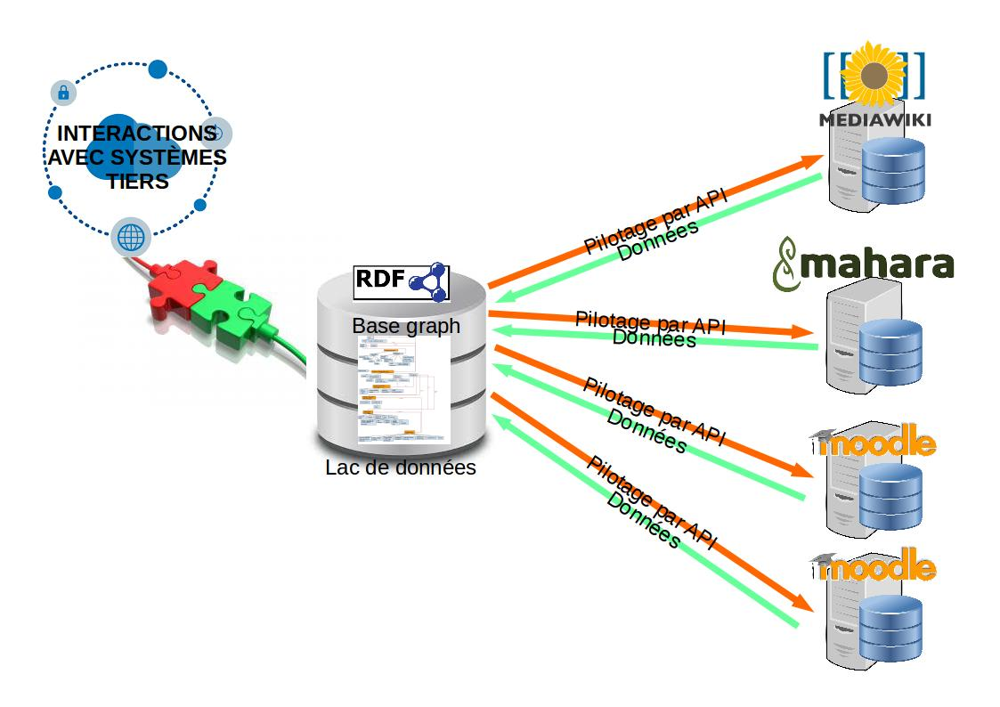 INTERACTIONS
AVEC SYSTÈMES
TIERS
RDF
Base graph
Lac de données
Pilotage par API
Données
Pilotage par API
Données
Pilotage par API
Données
Pilotage par API
Données
MEDIAWIKI
mahara
moodle
moodle